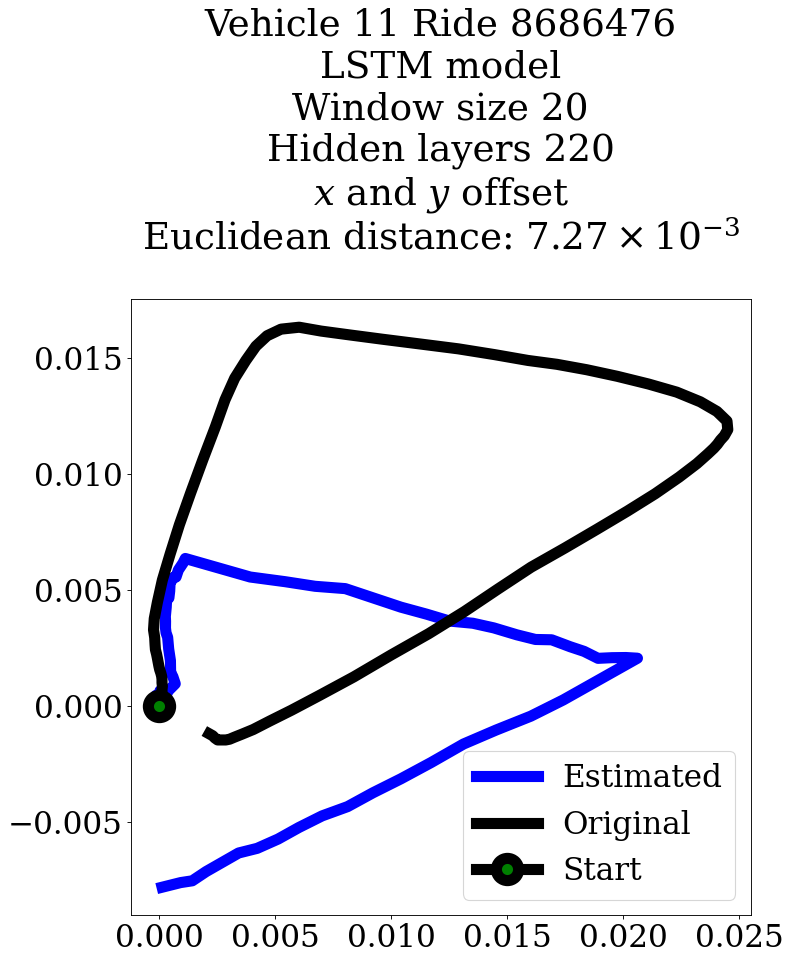 Vehicle 11 Ride 8686476
LSTM model
Window size 20
Hidden layers 220
x and y offset
Euclidean distance: 7.27 × 10⁻³
0.015
0.010
0.005
0.000
−0.005
Estimated
Original
Start
0.000 0.005 0.010 0.015 0.020 0.025